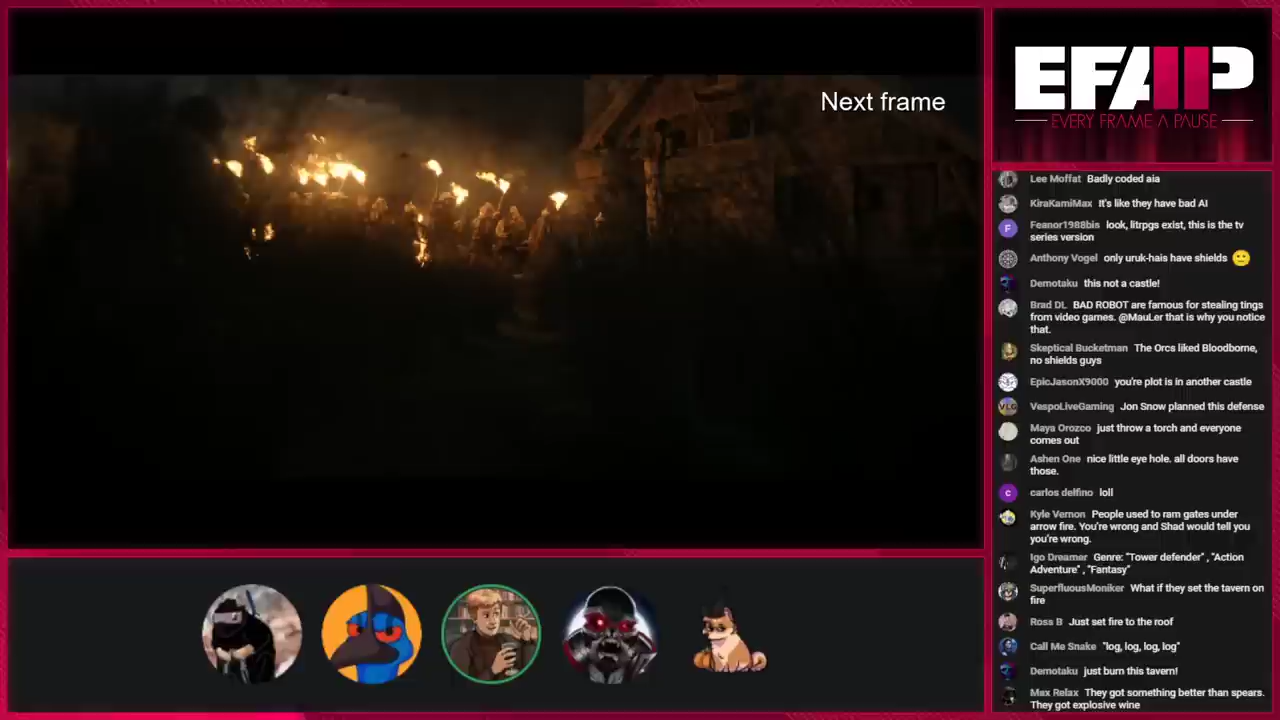 Next frame
EFAP
EVERY FRAME A PAUSE
Lee Moffat Badly coded aia
KiraKamiMax It's like they have bad AI
F Feanor1988bis look, litrpgs exist, this is the tv
series version
Anthony Vogel only uruk-hais have shields
Demotaku this not a castle!
Brad DL BAD ROBOT are famous for stealing tings
from video games. @MauLer that is why you notice
that.
Skeptical Bucketman The Orcs liked Bloodborne,
no shields guys
EpicJasonX9000 you're plot is in another castle
VLG VespoLiveGaming Jon Snow planned this defense
Maya Orozco just throw a torch and everyone
comes out
Ashen One nice little eye hole. all doors have
those.
c carlos delfino loll
Kyle Vernon People used to ram gates under
arrow fire. You're wrong and Shad would tell you
you're wrong.
Igo Dreamer Genre: "Tower defender" , "Action
Adventure" , "Fantasy"
SuperfluousMoniker What if they set the tavern on
fire
Ross B Just set fire to the roof
Call Me Snake "log, log, log, log"
Demotaku just burn this tavern!
Max Relax They got something better than spears.
They got explosive wine